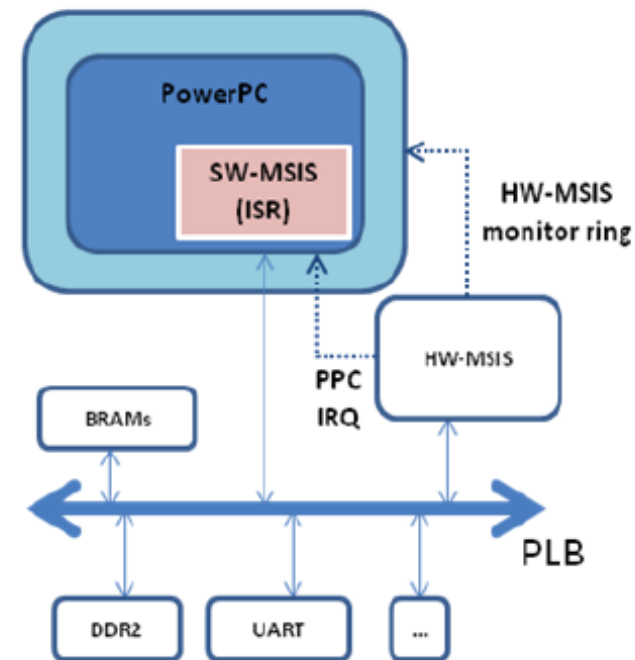 PowerPC
SW-MSIS
(ISR)
HW-MSIS
monitor ring
HW-MSIS
PPC
IRQ
BRAMs
PLB
DDR2
UART
...